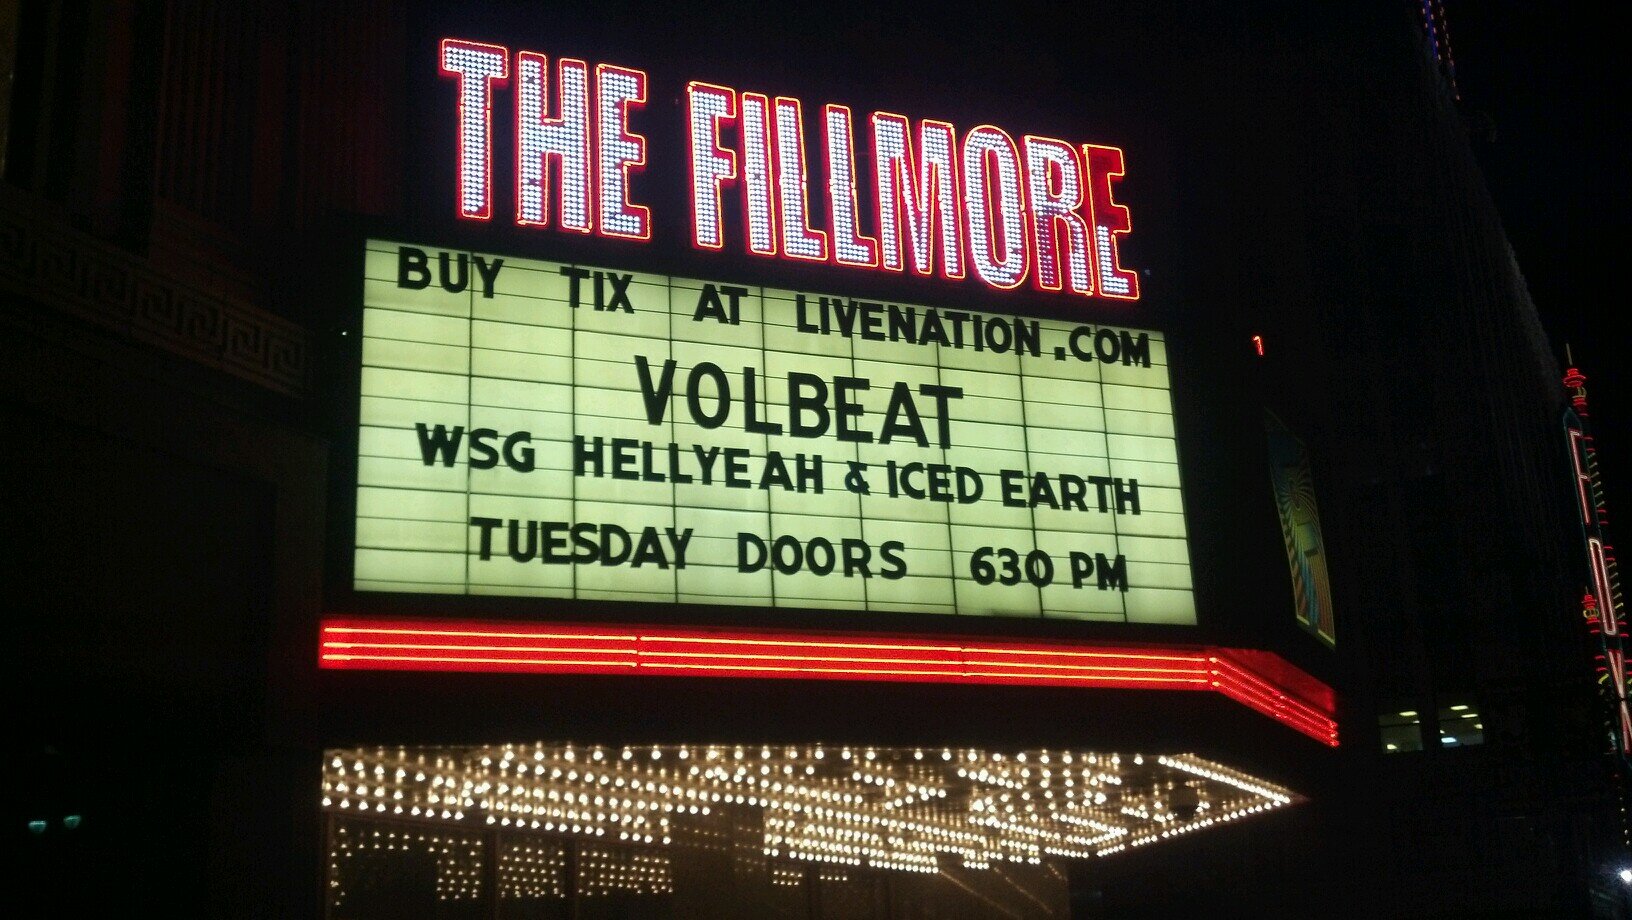 THE FILLMORE
BUY TIX AT LIVENATION.COM
VOLBEAT
WSG HELLYEAH & ICED EARTH
TUESDAY DOORS 630 PM